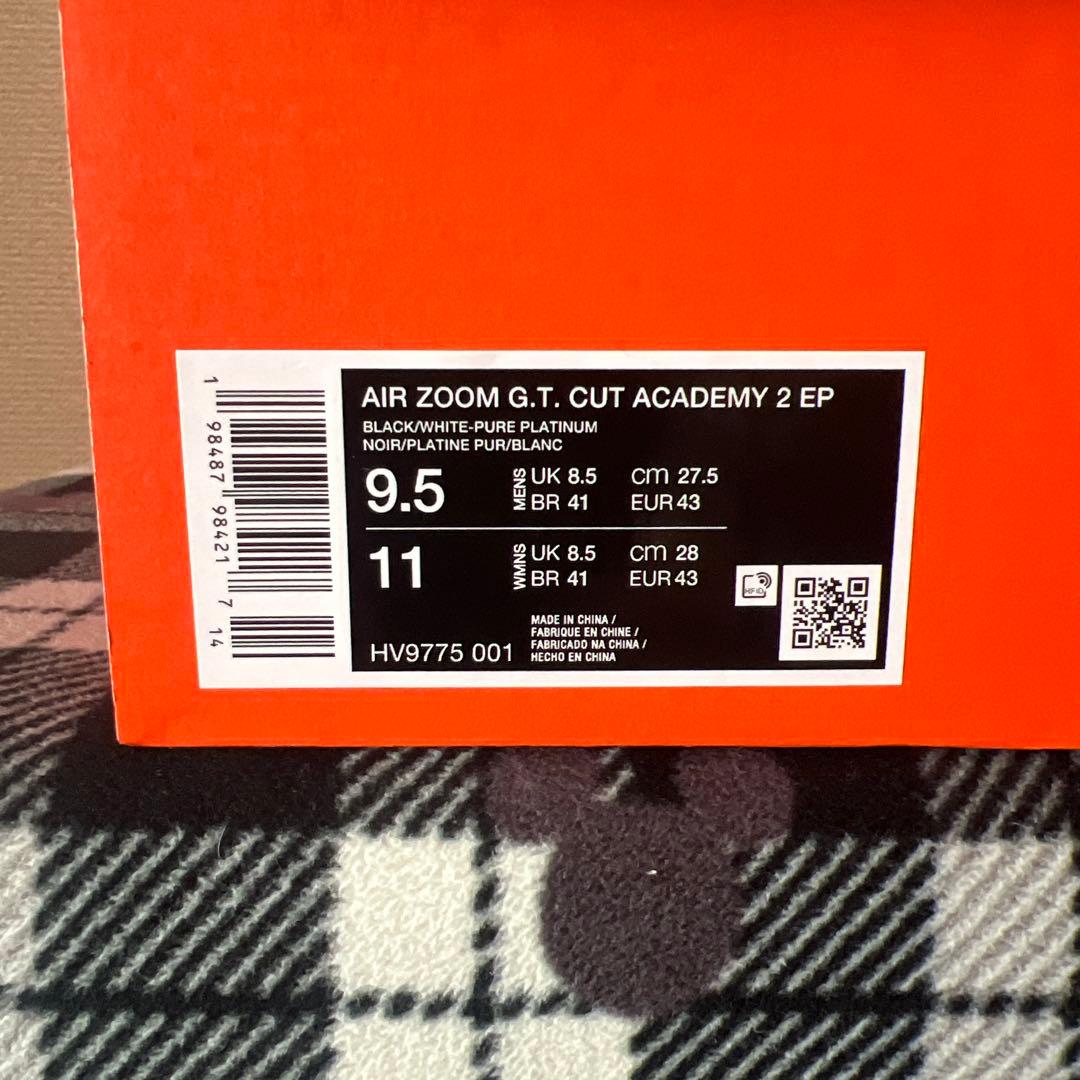 AIR ZOOM G.T. CUT ACADEMY 2 EP
BLACK/WHITE-PURE PLATINUM
NOIR/PLATINE PUR/BLANC
9.5 MENS UK 8.5 cm 27.5
BR 41 EUR 43
11 WMNS UK 8.5 cm 28
BR 41 EUR 43
HV9775 001
MADE IN CHINA /
FABRIQUE EN CHINE /
FABRICADO NA CHINA /
HECHO EN CHINA
HFID
1 98487 98421 7 14